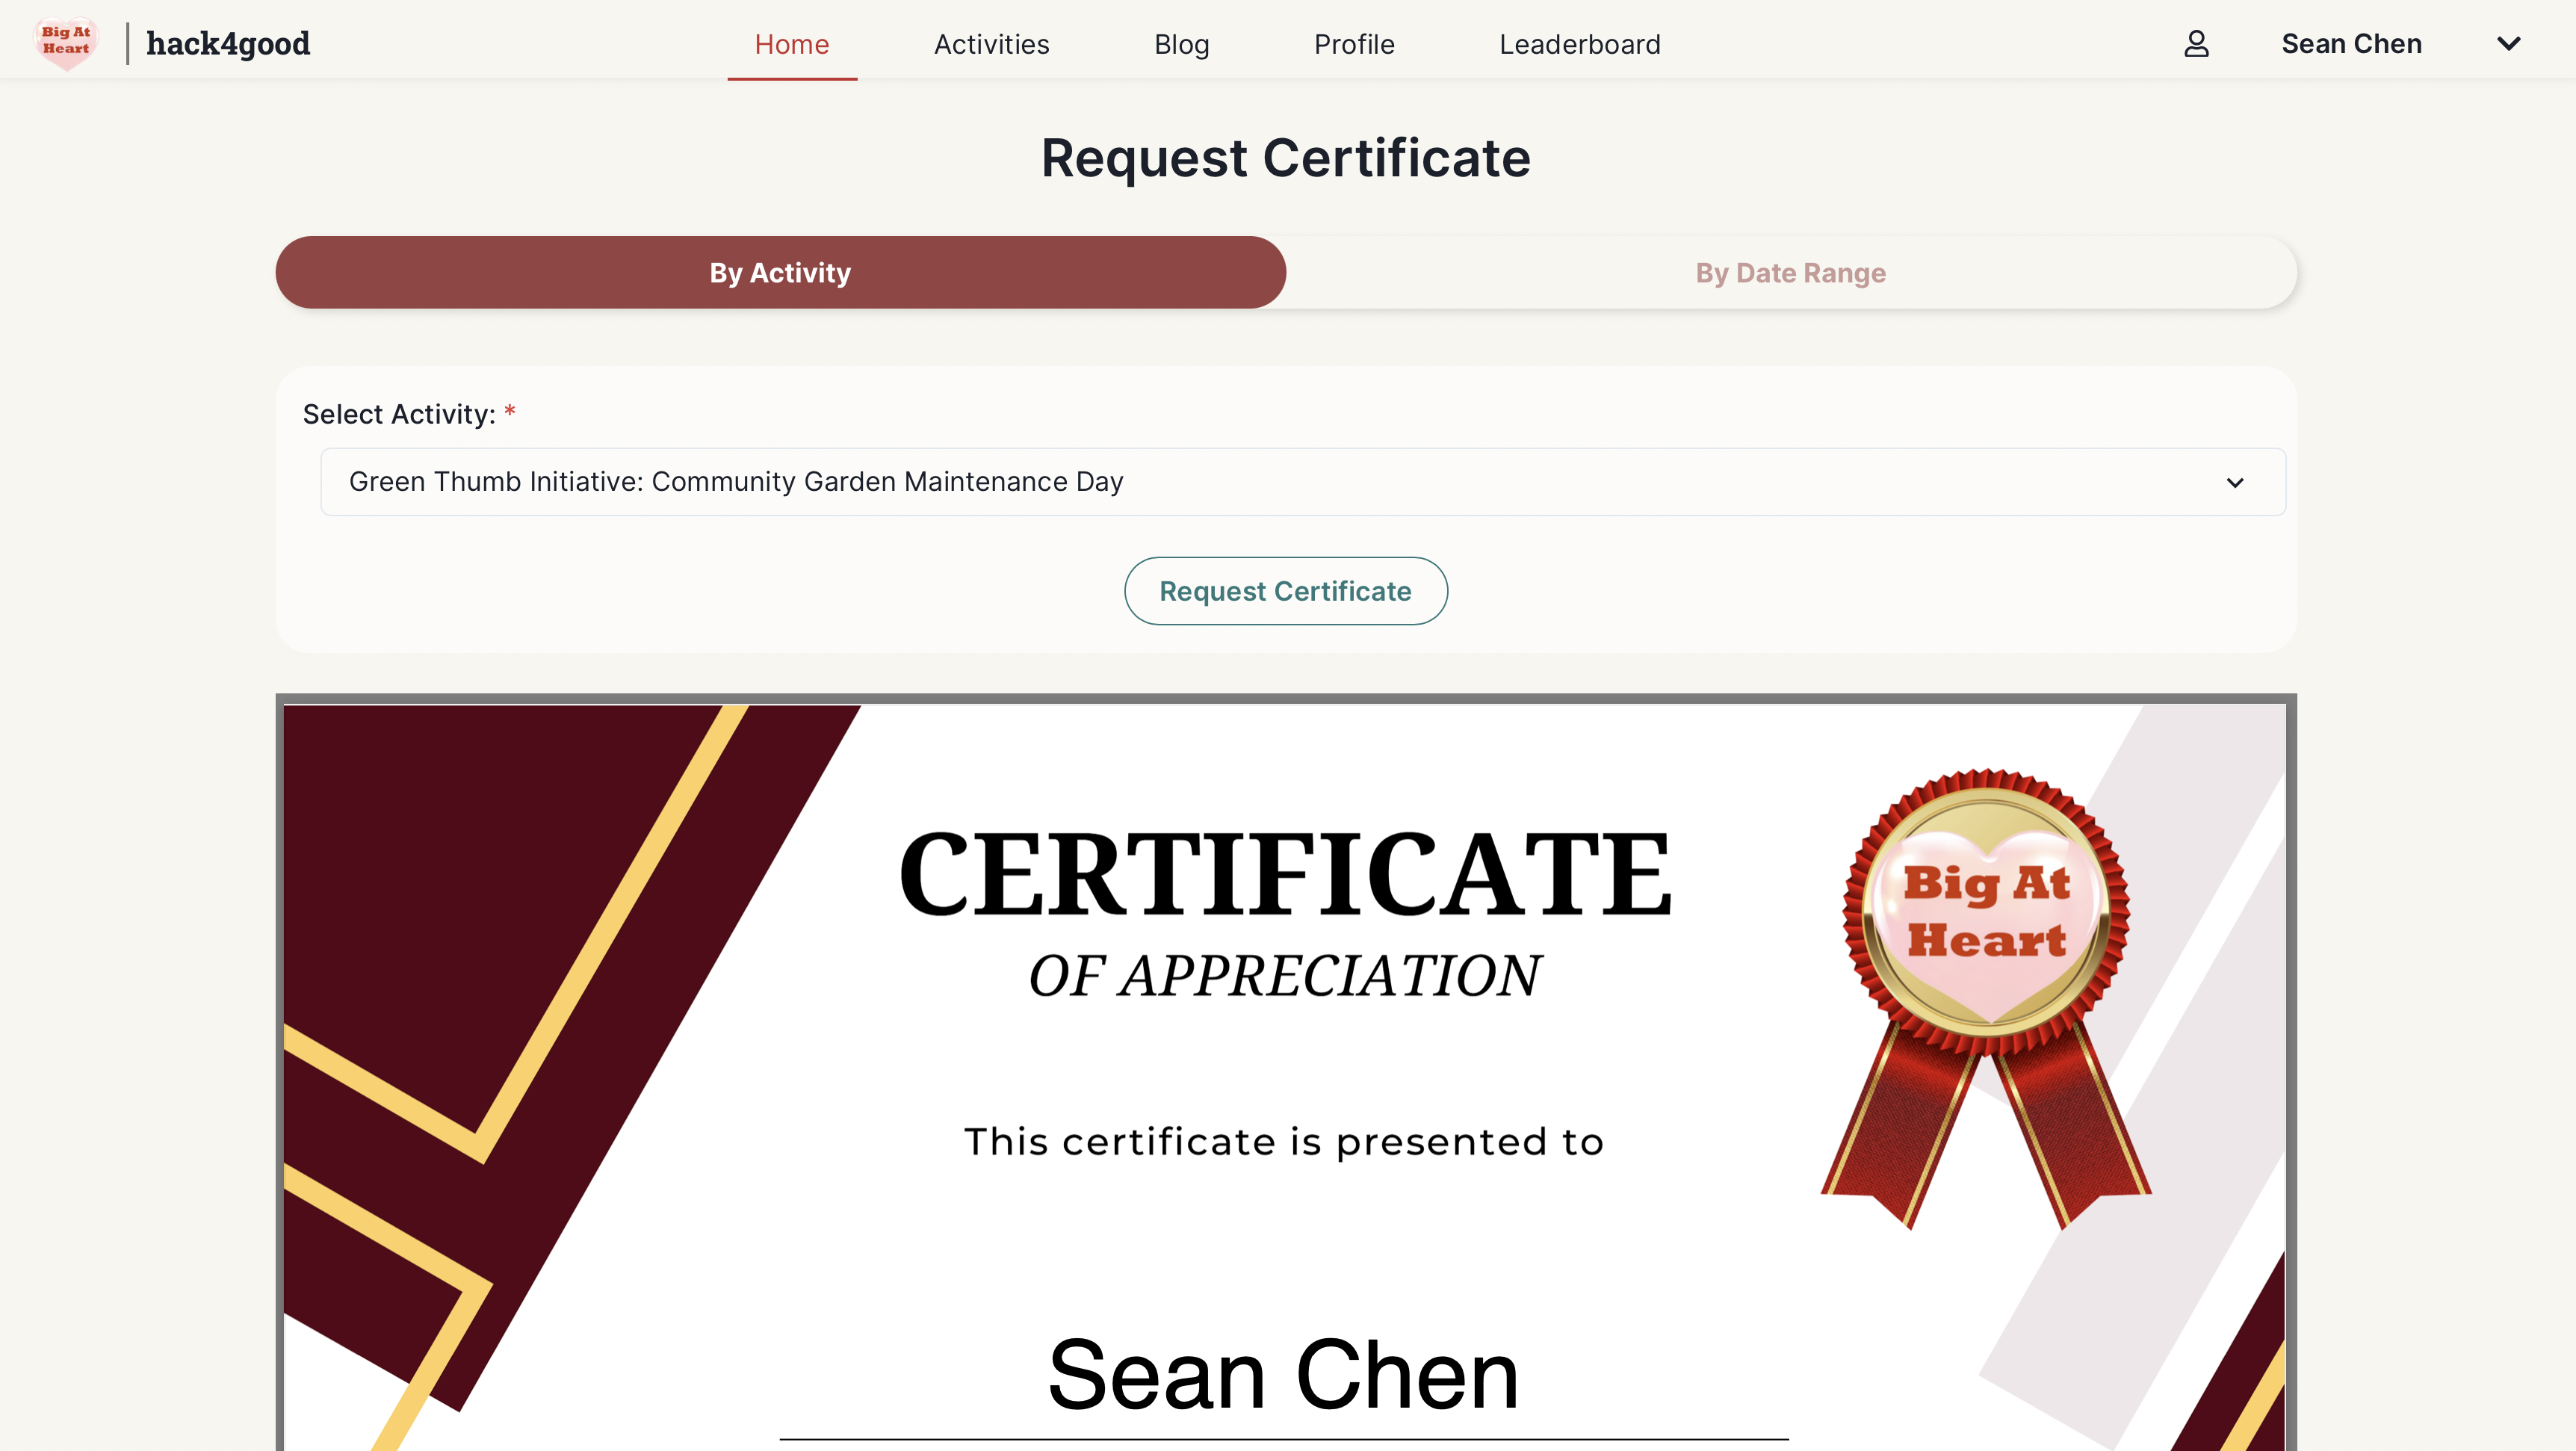 Big At
Heart
hack4good
Home
Activities
Blog
Profile
Leaderboard
Sean Chen
Request Certificate
By Activity
By Date Range
Select Activity: *
Green Thumb Initiative: Community Garden Maintenance Day
Request Certificate
CERTIFICATE
OF APPRECIATION
Big At
Heart
This certificate is presented to
Sean Chen